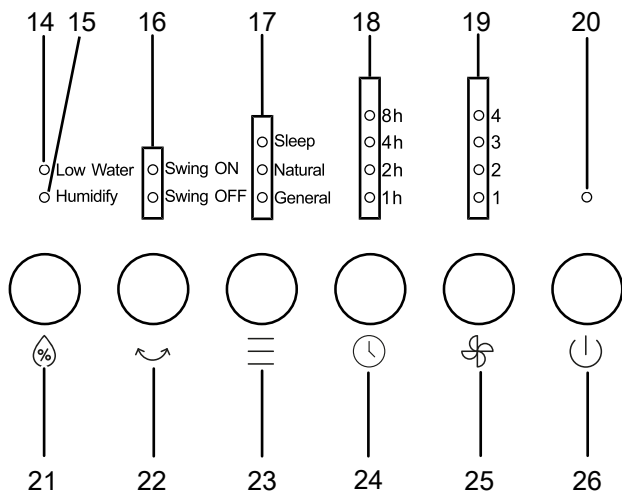 14 15 16 17 18 19 20
8h 4
Sleep 4h 3
Low Water Swing ON Natural 2h 2
Humidify Swing OFF General 1h 1
%
21 22 23 24 25 26